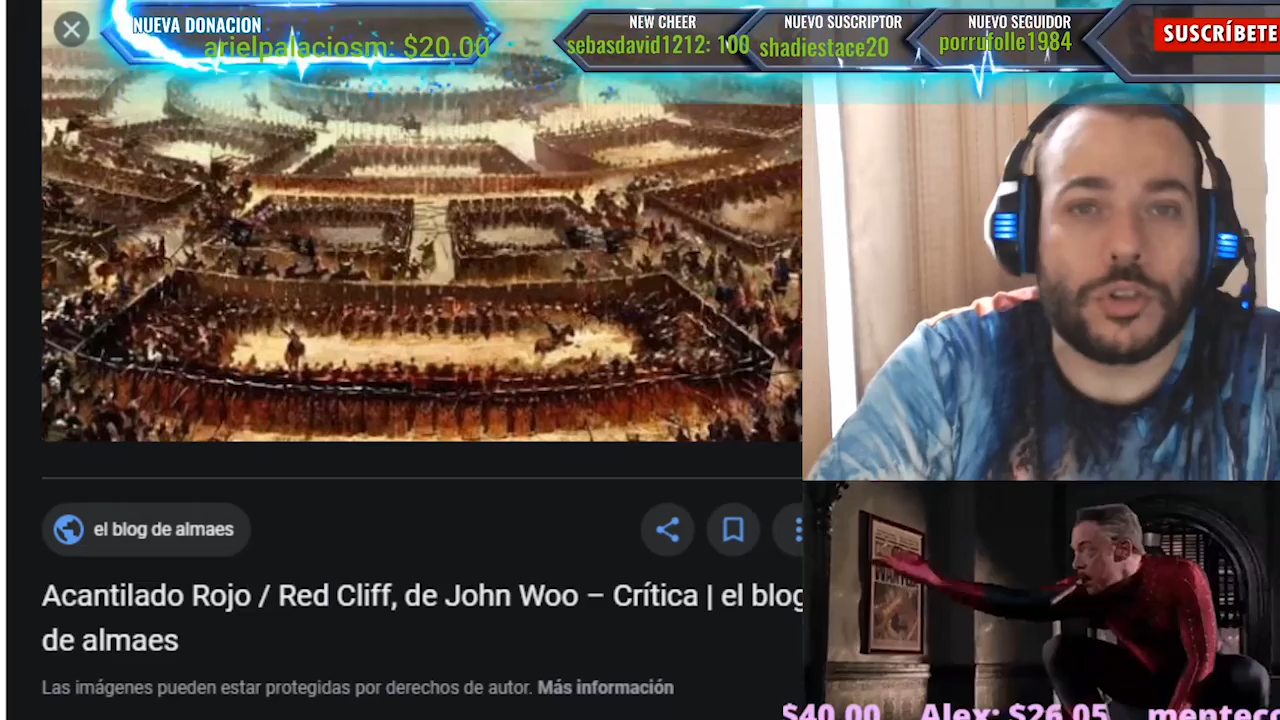 NUEVA DONACION
arielpalaciosm: $20.00
NEW CHEER
sebasdavid1212: 100
NUEVO SUSCRIPTOR
shadiestace20
NUEVO SEGUIDOR
porrufolle1984
SUSCRÍBETE
el blog de almaes
Acantilado Rojo / Red Cliff, de John Woo – Crítica | el blog
de almaes
Las imágenes pueden estar protegidas por derechos de autor. Más información
WANTED
$40.00 Alex: $26.05